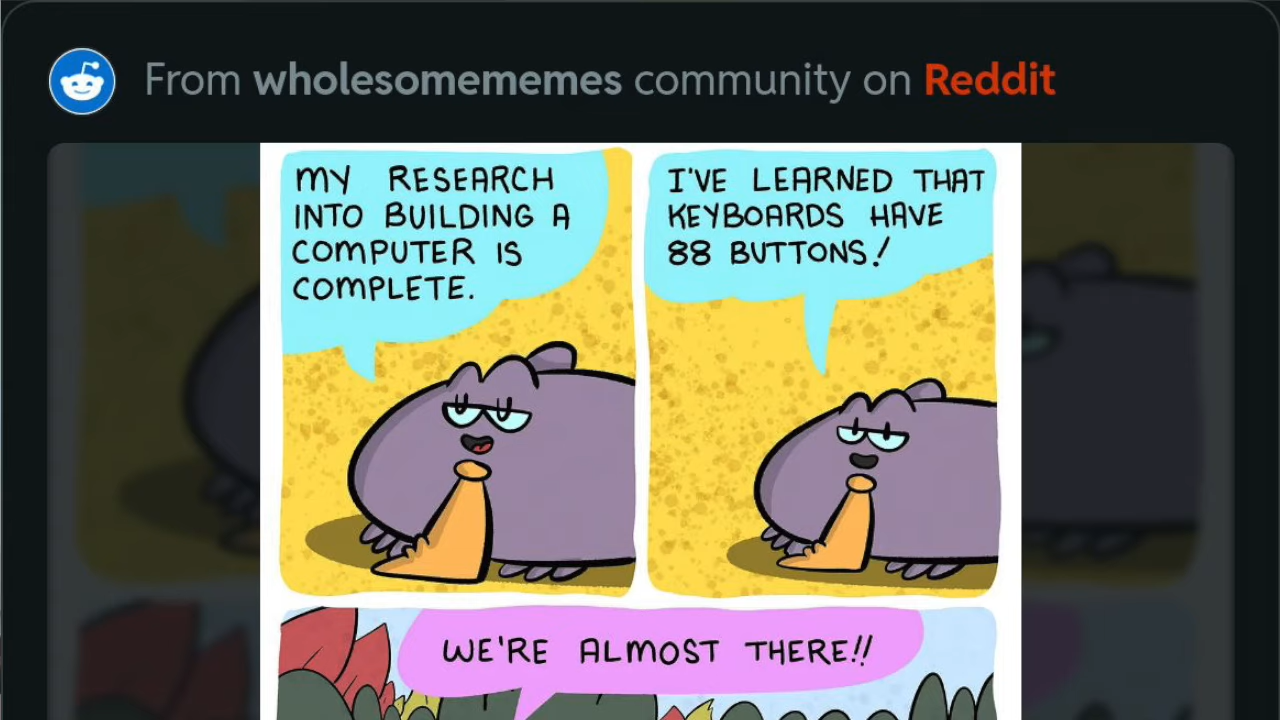 From wholesomememes community on Reddit
MY RESEARCH
INTO BUILDING A
COMPUTER IS
COMPLETE.
I'VE LEARNED THAT
KEYBOARDS HAVE
88 BUTTONS!
WE'RE ALMOST THERE!!